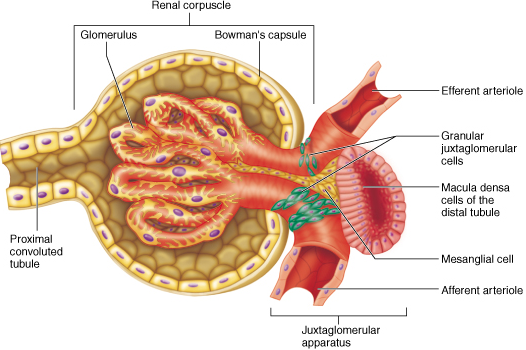 Renal corpuscle
Glomerulus
Bowman's capsule
Efferent arteriole
Granular
juxtaglomerular
cells
Macula densa
cells of the
distal tubule
Proximal
convoluted
tubule
Mesanglial cell
Afferent arteriole
Juxtaglomerular
apparatus